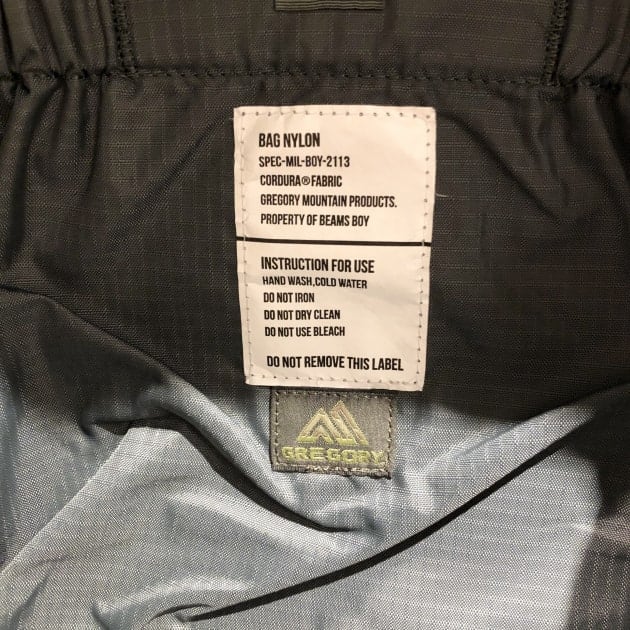 BAG NYLON
SPEC-MIL-BOY-2113
CORDURA®FABRIC
GREGORY MOUNTAIN PRODUCTS.
PROPERTY OF BEAMS BOY
INSTRUCTION FOR USE
HAND WASH,COLD WATER
DO NOT IRON
DO NOT DRY CLEAN
DO NOT USE BLEACH
DO NOT REMOVE THIS LABEL
GREGORY